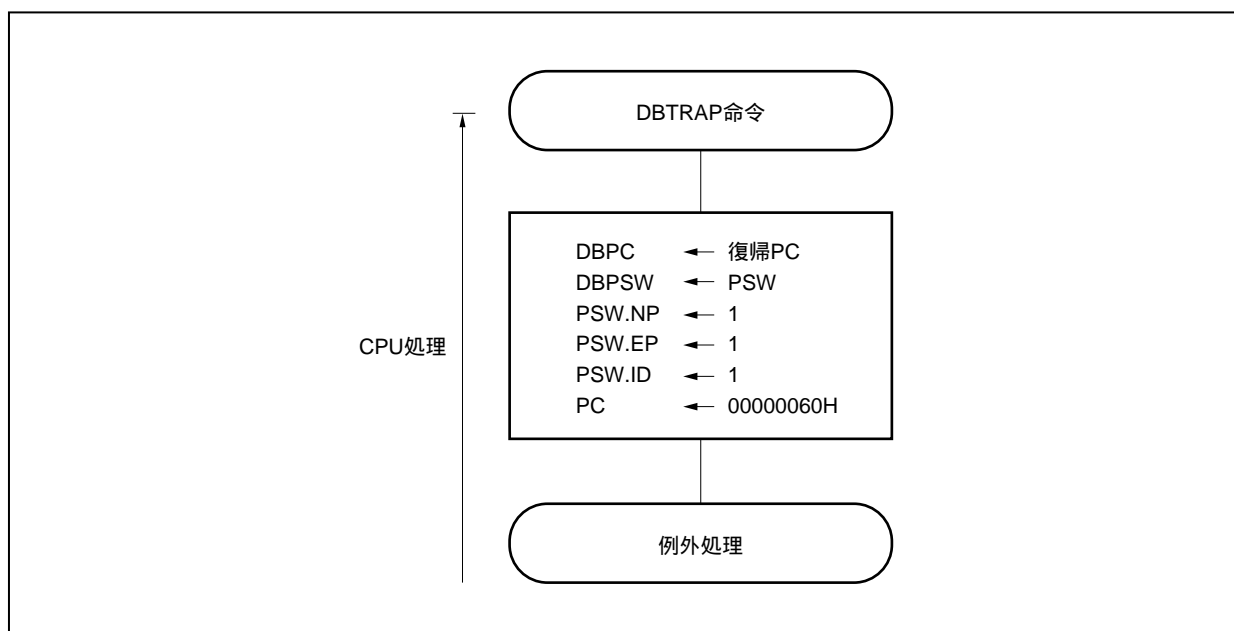 DBTRAP命令
CPU処理
DBPC ← 復帰PC
DBPSW ← PSW
PSW.NP ← 1
PSW.EP ← 1
PSW.ID ← 1
PC ← 00000060H
例外処理